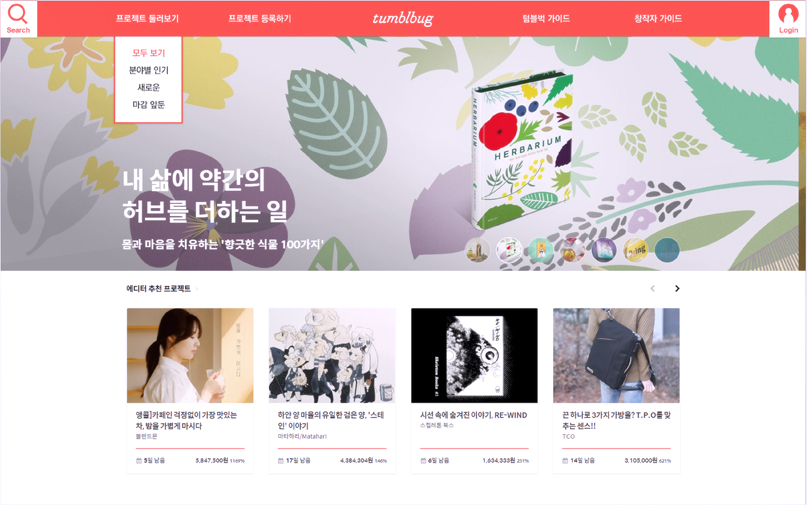 Search
프로젝트 둘러보기
프로젝트 등록하기
tumblbug
텀블벅 가이드
창작자 가이드
Login
모두 보기
분야별 인기
새로운
마감 앞둔
HERBARIUM
HERBARIUM
내 삶에 약간의
허브를 더하는 일
몸과 마음을 치유하는 '향긋한 식물 100가지'
에디터 추천 프로젝트
앵륱]카페인 걱정없이 가장 맛있는
차, 밤을 가볍게 마시다
블랜드몬
5일 남음 5,847,500원 1169%
하얀 양 마을의 유일한 검은 양, '스테
인' 이야기
마타하리/Matahari
17일 남음 4,384,304원 146%
시선 속에 숨겨진 이야기, RE-WIND
스컬레톤 북스
6일 남음 1,634,333원 231%
끈 하나로 3가지 가방을? T.P.O를 맞
추는 센스!!
TCO
14일 남음 3,105,000원 621%